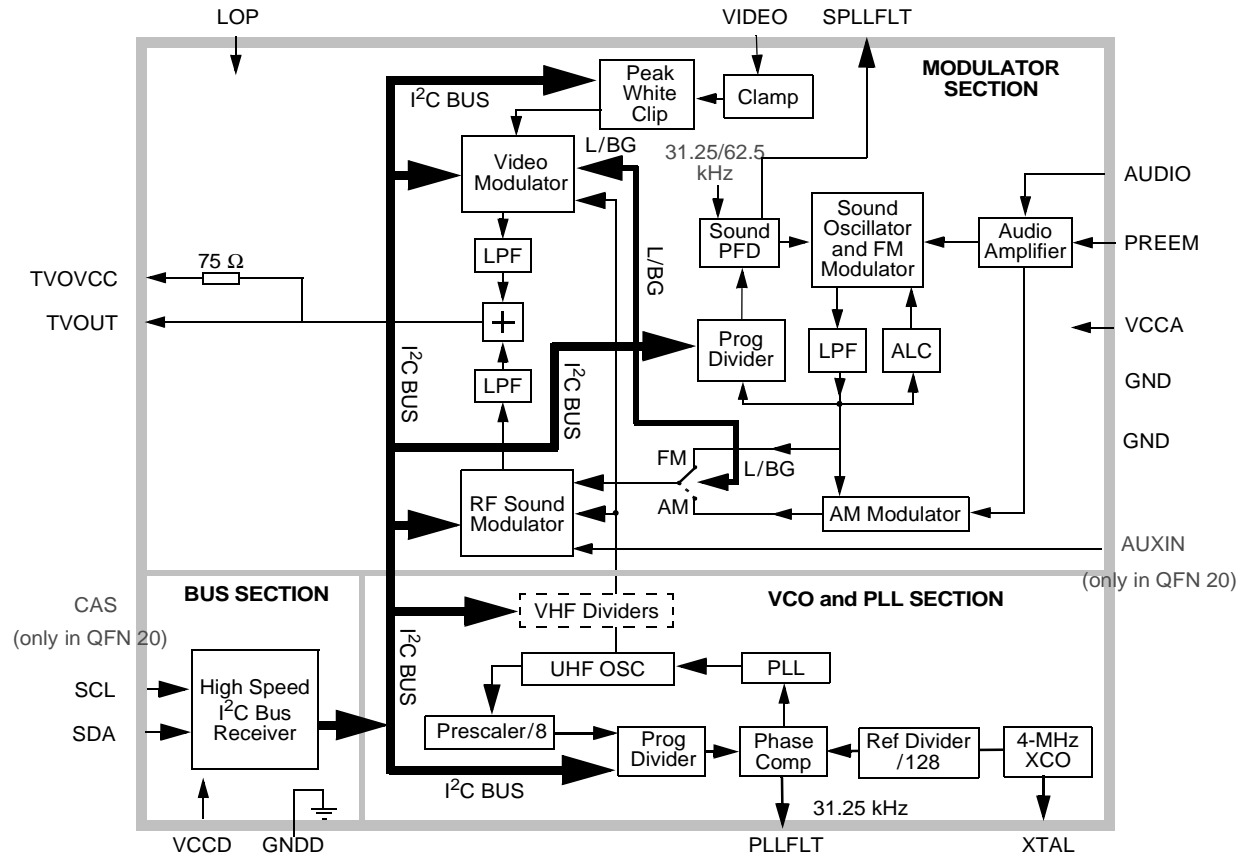 LOP
VIDEO
SPLLFLT
MODULATOR
SECTION
I²C BUS
Peak
White
Clip
Clamp
L/BG
31.25/62.5
kHz
Video
Modulator
AUDIO
Sound
PFD
Sound
Oscillator
and FM
Modulator
Audio
Amplifier
PREEM
LPF
75 Ω
L/BG
TVOVCC
TVOUT
+
Prog
Divider
LPF
ALC
VCCA
I²C BUS
LPF
I²C BUS
GND
GND
FM
L/BG
AM
RF Sound
Modulator
AM Modulator
AUXIN
(only in QFN 20)
BUS SECTION
VCO and PLL SECTION
CAS
(only in QFN 20)
VHF Dividers
I²C BUS
UHF OSC
PLL
SCL
SDA
High Speed
I²C Bus
Receiver
Prescaler/8
Prog
Divider
Phase
Comp
Ref Divider
/128
4-MHz
XCO
I²C BUS
31.25 kHz
VCCD
GNDD
PLLFLT
XTAL